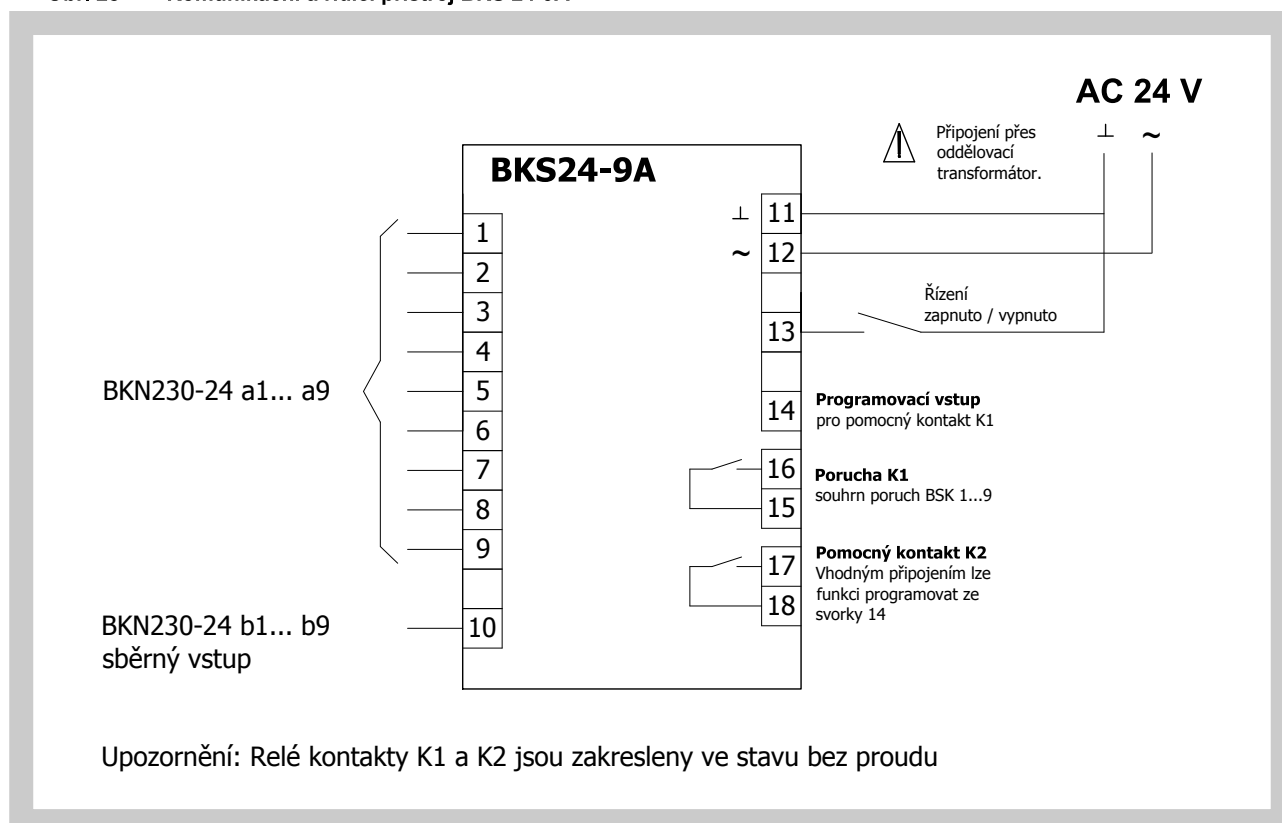 AC 24 V
⊥ ~
Připojení přes
oddělovací
transformátor.
BKS24-9A
⊥ 11
~ 12
1
2
3
4
5
6
7
8
9
10
BKN230-24 a1... a9
BKN230-24 b1... b9
sběrný vstup
Řízení
zapnuto / vypnuto
13
14
Programovací vstup
pro pomocný kontakt K1
16
15
Porucha K1
souhrn poruch BSK 1...9
17
18
Pomocný kontakt K2
Vhodným připojením lze
funkci programovat ze
svorky 14
Upozornění: Relé kontakty K1 a K2 jsou zakresleny ve stavu bez proudu